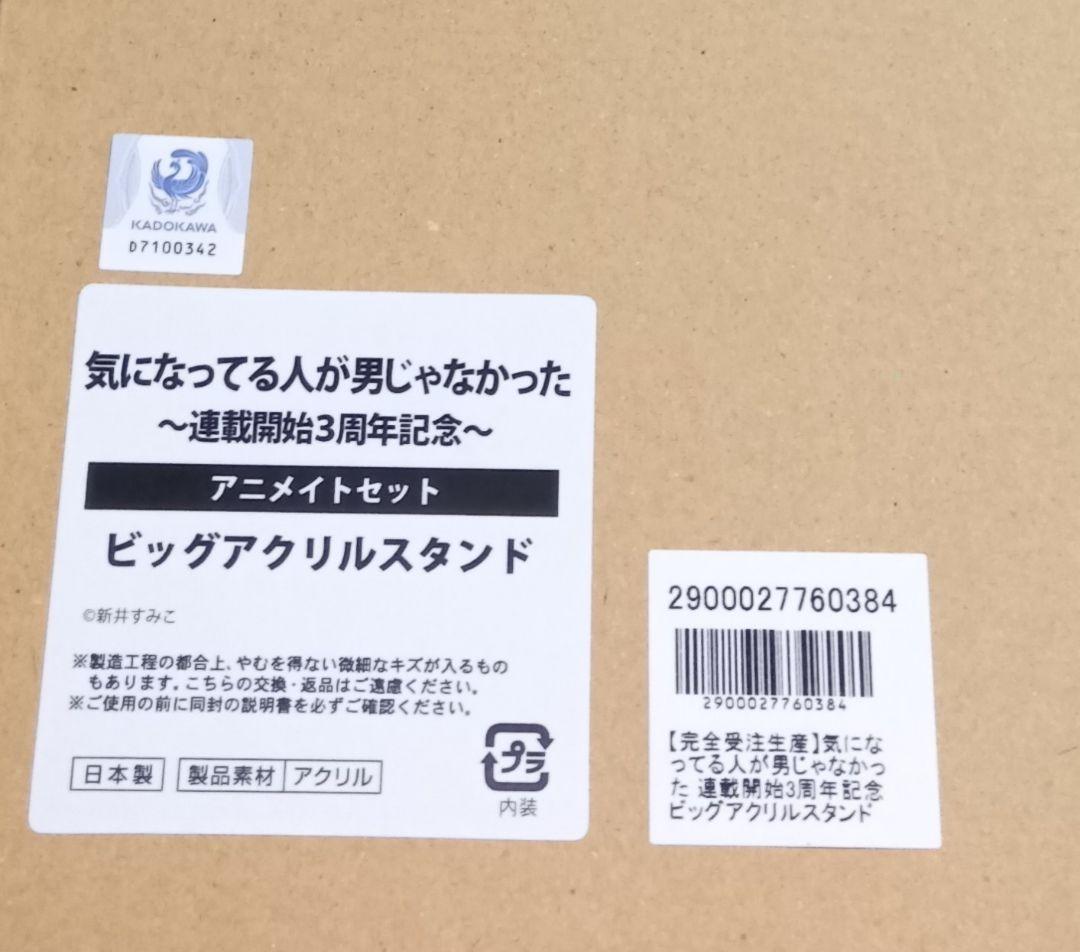 KADOKAWA
D7100342
気になってる人が男じゃなかった
～連載開始3周年記念～
アニメイトセット
ビッグアクリルスタンド
©新井すみこ
※製造工程の都合上、やむを得ない微細なキズが入るもの
もあります。こちらの交換・返品はご遠慮ください。
※ご使用の前に同封の説明書を必ずご確認ください。
日本製 製品素材 アクリル
プラ
内装
2900027760384
2900027760384
【完全受注生産】気にな
ってる人が男じゃなかっ
た 連載開始3周年記念
ビッグアクリルスタンド